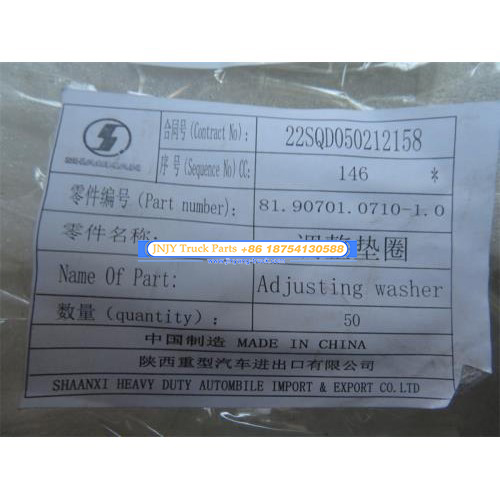 合同号(Contract No): 22SQD050212158
序号(Sequence No)CC: 146 *
零件编号(Part number): 81.90701.0710-1.0
零件名称: 调整垫圈
JNJY Truck Parts +86 18754130588
Name Of Part: Adjusting washer
数量(quantity): 50
中国制造 MADE IN CHINA
陕西重型汽车进出口有限公司
SHAANXI HEAVY DUTY AUTOMBILE IMPORT & EXPORT CO.LTD